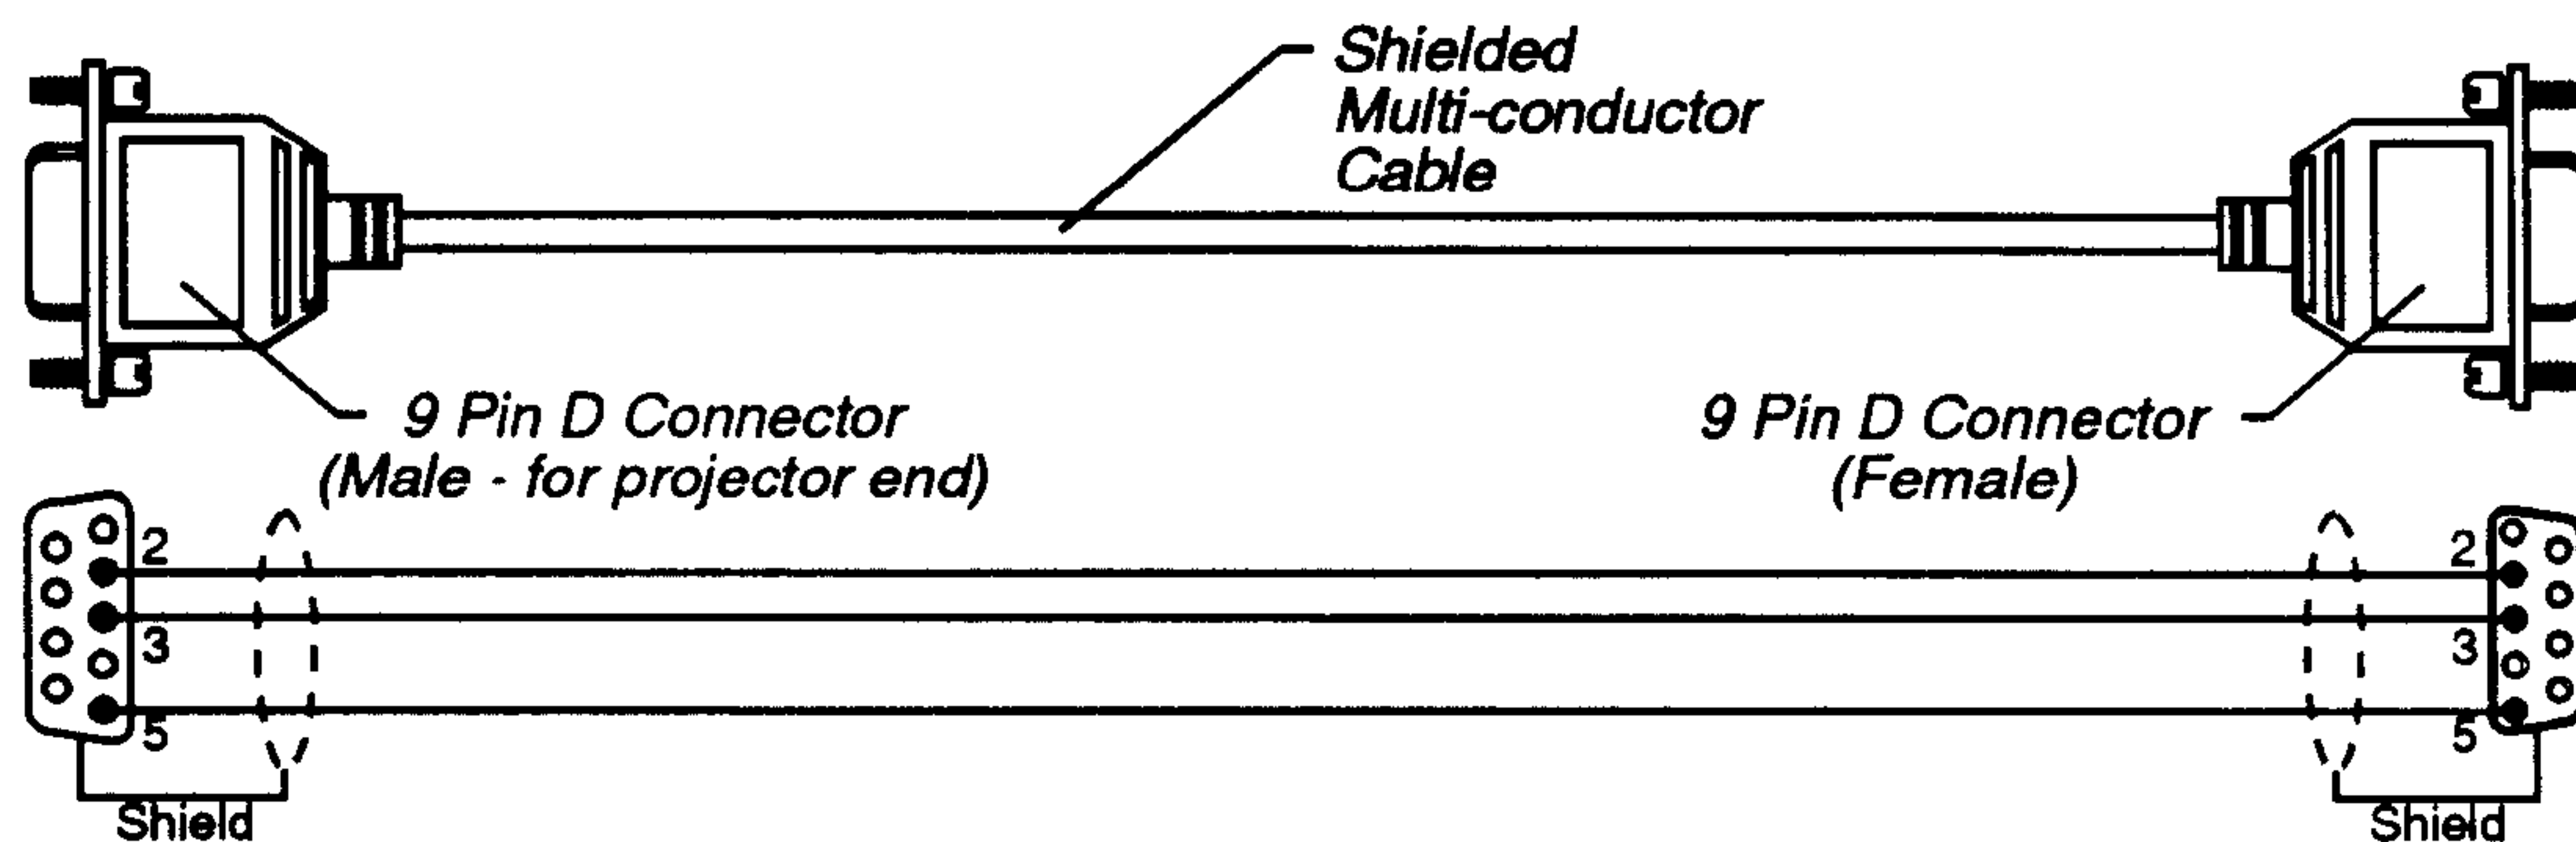 Shielded
Multi-conductor
Cable
9 Pin D Connector
(Male - for projector end)
9 Pin D Connector
(Female)
2
2
3
3
5
5
Shield
Shield